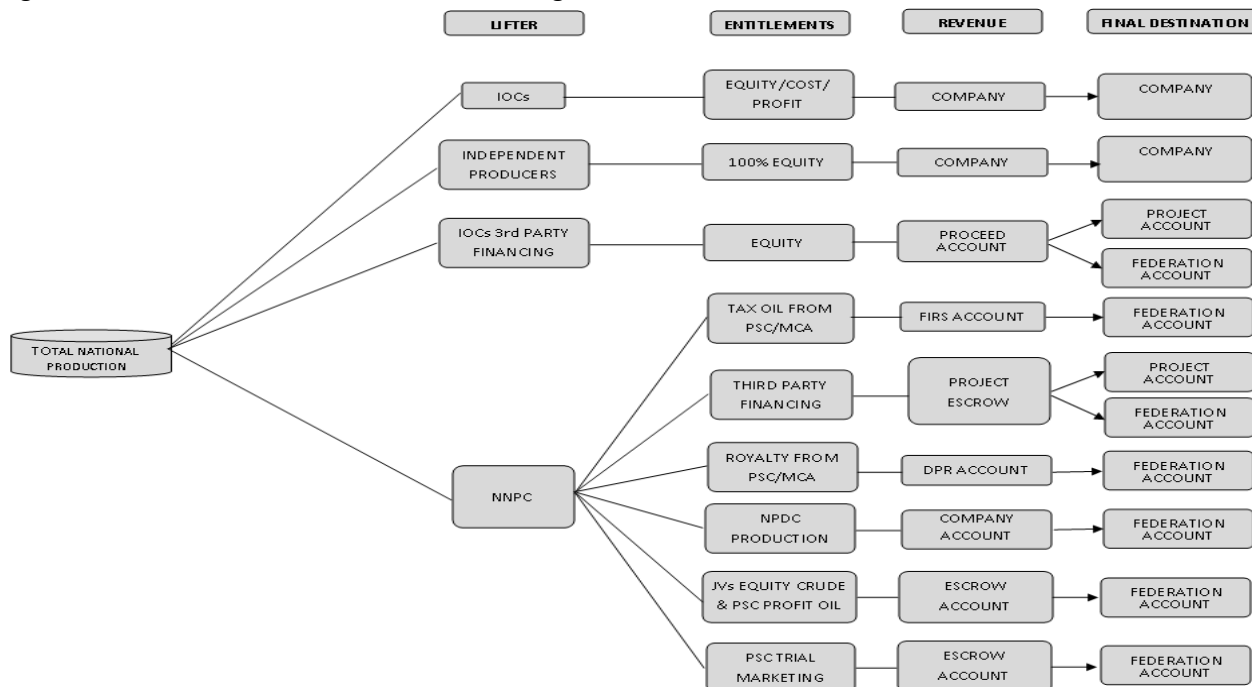 LIFTER
ENTITLEMENTS
REVENUE
FINAL DESTINATION
IOCs
EQUITY/COST/
PROFIT
COMPANY
COMPANY
INDEPENDENT
PRODUCERS
100% EQUITY
COMPANY
COMPANY
IOCs 3rd PARTY
FINANCING
EQUITY
PROCEED
ACCOUNT
PROJECT
ACCOUNT
FEDERATION
ACCOUNT
TOTAL NATIONAL
PRODUCTION
NNPC
TAX OIL FROM
PSC/MCA
FIRS ACCOUNT
FEDERATION
ACCOUNT
THIRD PARTY
FINANCING
PROJECT
ESCROW
PROJECT
ACCOUNT
FEDERATION
ACCOUNT
ROYALTY FROM
PSC/MCA
DPR ACCOUNT
FEDERATION
ACCOUNT
NPDC
PRODUCTION
COMPANY
ACCOUNT
FEDERATION
ACCOUNT
JVs EQUITY CRUDE
& PSC PROFIT OIL
ESCROW
ACCOUNT
FEDERATION
ACCOUNT
PSC TRIAL
MARKETING
ESCROW
ACCOUNT
FEDERATION
ACCOUNT